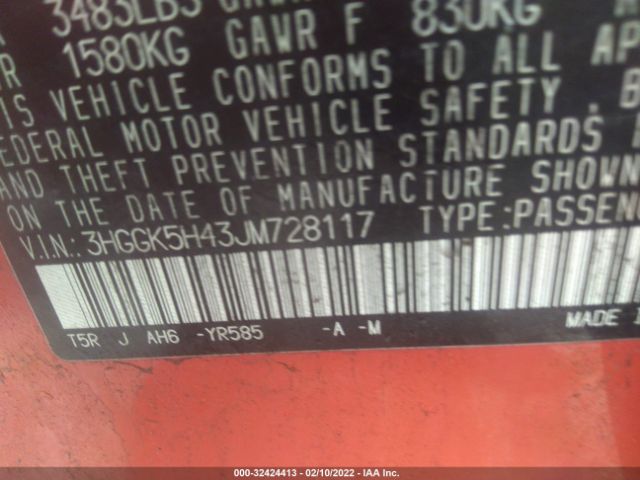 3483LBS GAWR
1580KG GAWR F 830KG
IS VEHICLE CONFORMS TO ALL AP
VEHICLE SAFETY, B
EDERAL MOTOR STANDARDS
AND THEFT PREVENTION SHOWN
ON THE DATE OF MANUFACTURE
V.I.N.: 3HGGK5H43JM728117 TYPE:PASSEN
T5R J AH6 -YR585 -A -M MADE I
000-32424413 - 02/10/2022 - IAA Inc.